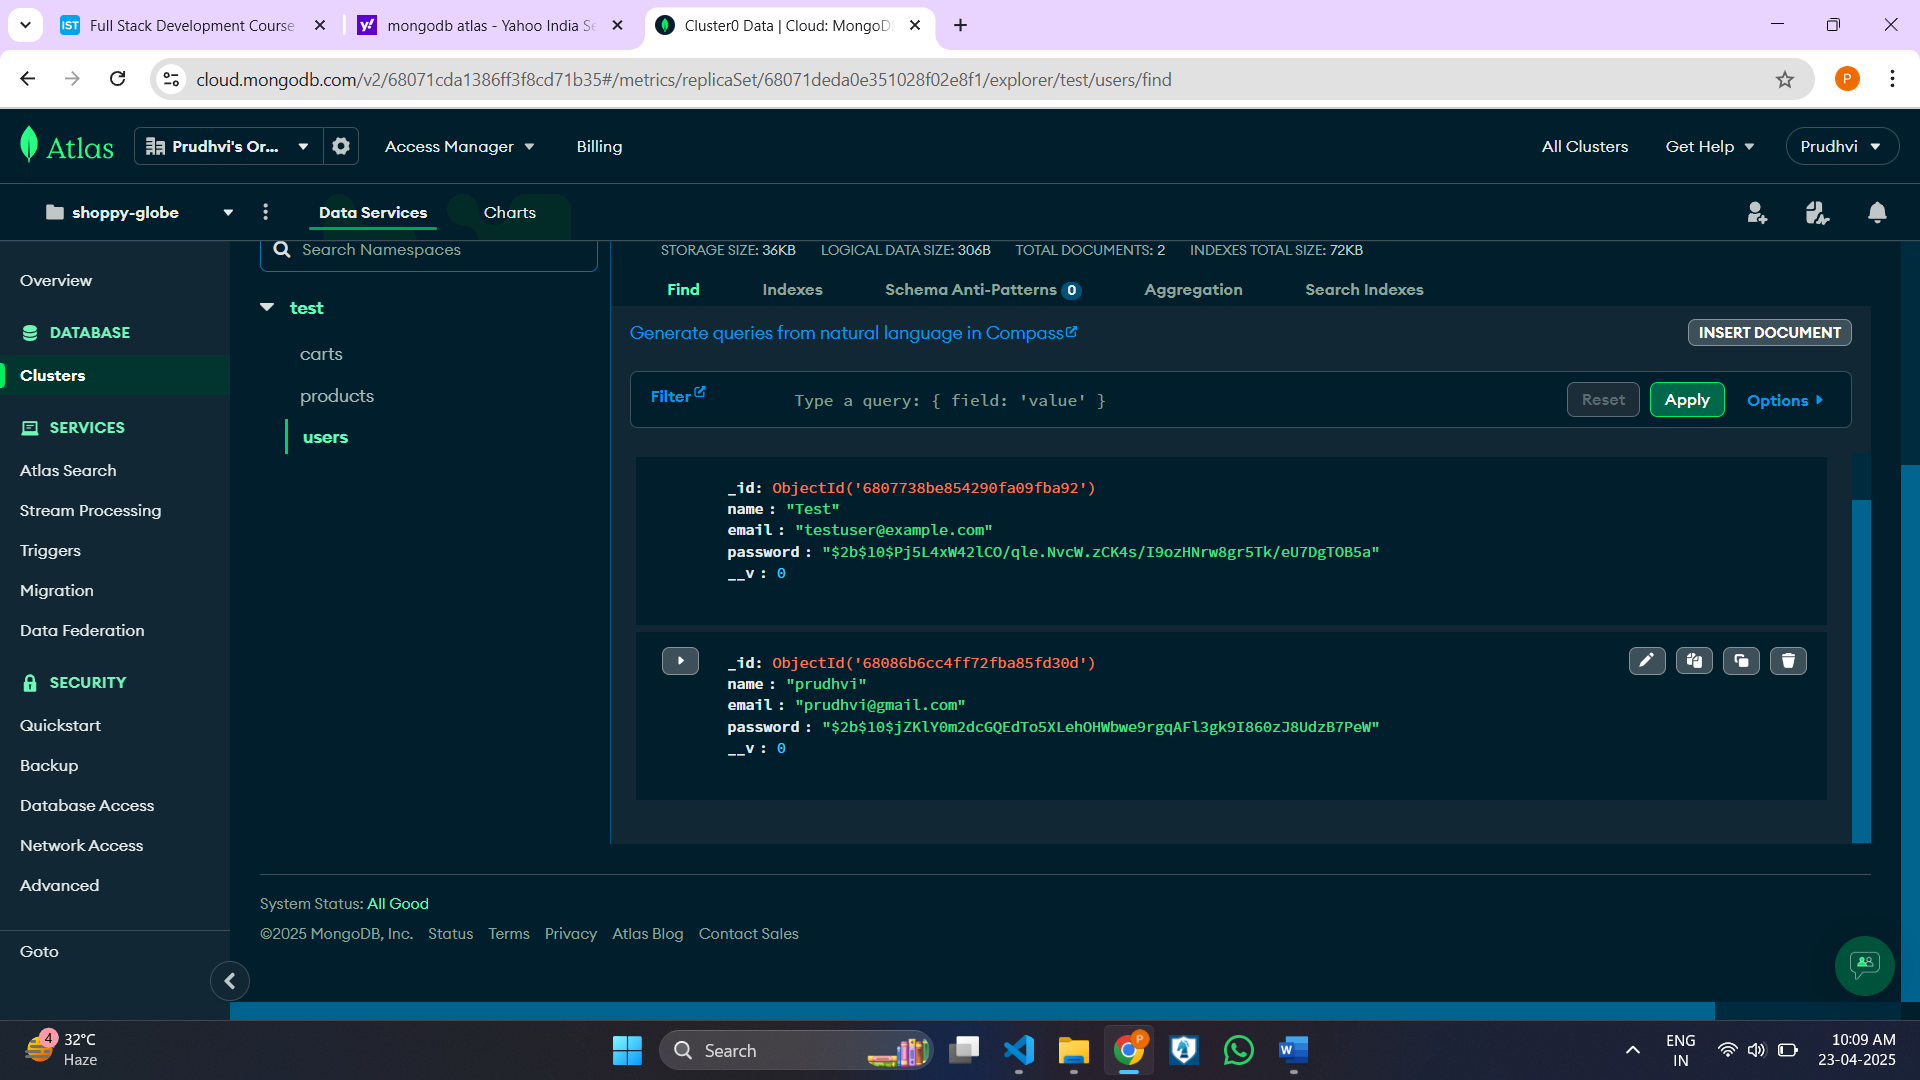 Full Stack Development Course
mongodb atlas - Yahoo India Se
Cluster0 Data | Cloud: MongoD
cloud.mongodb.com/v2/68071cda1386ff3f8cd71b35#/metrics/replicaSet/68071deda0e351028f02e8f1/explorer/test/users/find
P
Atlas
Prudhvi's Or...
Access Manager
Billing
All Clusters
Get Help
Prudhvi
shoppy-globe
Data Services
Charts
Overview
DATABASE
Clusters
SERVICES
Atlas Search
Stream Processing
Triggers
Migration
Data Federation
SECURITY
Quickstart
Backup
Database Access
Network Access
Advanced
Goto
Search Namespaces
test
carts
products
users
STORAGE SIZE: 36KB LOGICAL DATA SIZE: 306B TOTAL DOCUMENTS: 2 INDEXES TOTAL SIZE: 72KB
Find Indexes Schema Anti-Patterns 0 Aggregation Search Indexes
Generate queries from natural language in Compass
INSERT DOCUMENT
Filter
Type a query: { field: 'value' }
Reset
Apply
Options
_id: ObjectId('6807738be854290fa09fba92')
name : "Test"
email : "testuser@example.com"
password : "$2b$10$Pj5L4xW42lCO/qle.NvcW.zCK4s/I9ozHNrw8gr5Tk/eU7DgTOB5a"
__v : 0
_id: ObjectId('68086b6cc4ff72fba85fd30d')
name : "prudhvi"
email : "prudhvi@gmail.com"
password : "$2b$10$jZKlY0m2dcGQEdTo5XLehOHWbwe9rgqAFl3gk9I860zJ8UdzB7PeW"
__v : 0
System Status: All Good
©2025 MongoDB, Inc. Status Terms Privacy Atlas Blog Contact Sales
4
32°C
Haze
Search
P
W
ENG
IN
10:09 AM
23-04-2025